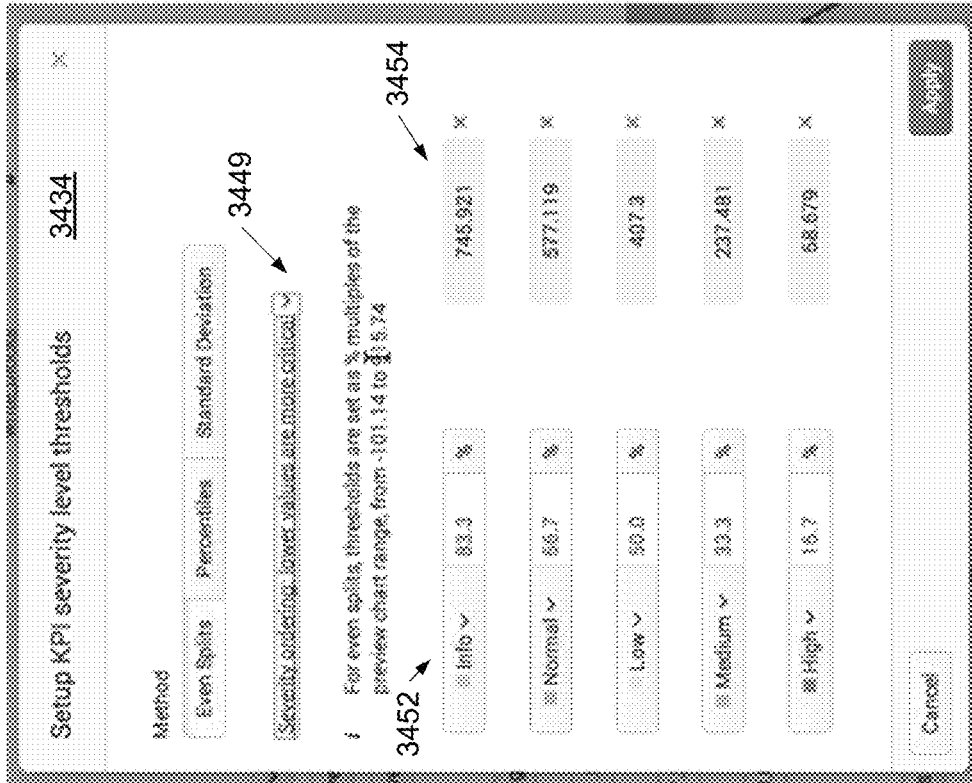 Setup KPI severity level thresholds 3434 ×
Method
Even Splits Percentiles Standard Deviation
Severity ordering: lower values are more critical
3449
i For even splits, thresholds are set as % multiples of the
preview chart range, from -101.14 to
3452
3454
Info 83.3 % 745.921 ×
Normal 66.7 % 577.119 ×
Low 50.0 % 407.3 ×
Medium 33.3 % 237.481 ×
High 16.7 % 68.679 ×
Cancel Apply